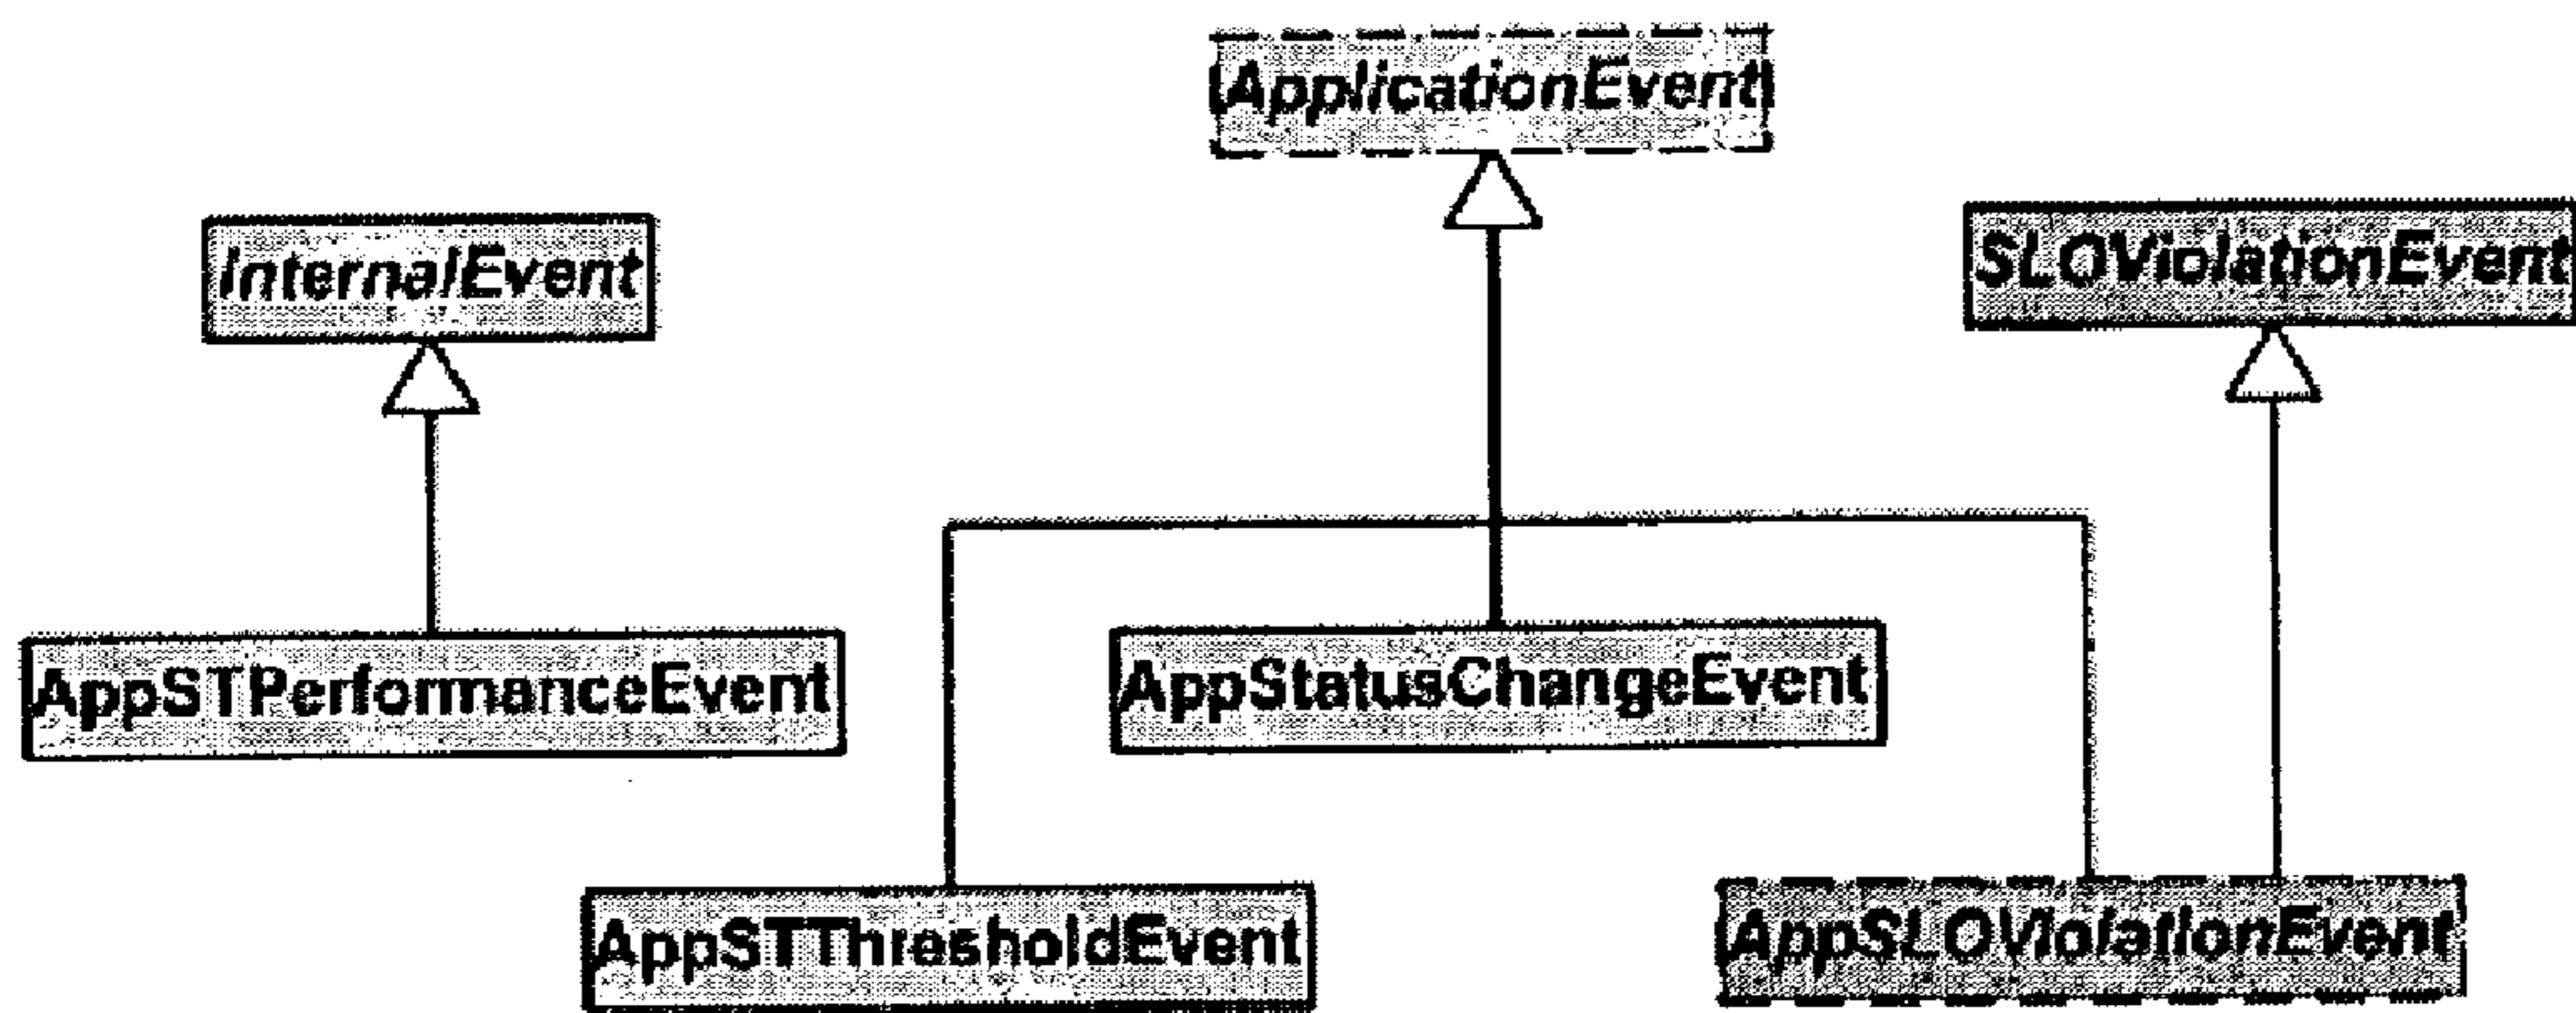 ApplicationEvent
InternalEvent
SLOViolationEvent
AppSTPerformanceEvent
AppStatusChangeEvent
AppSTThresholdEvent
AppSLOViolationEvent